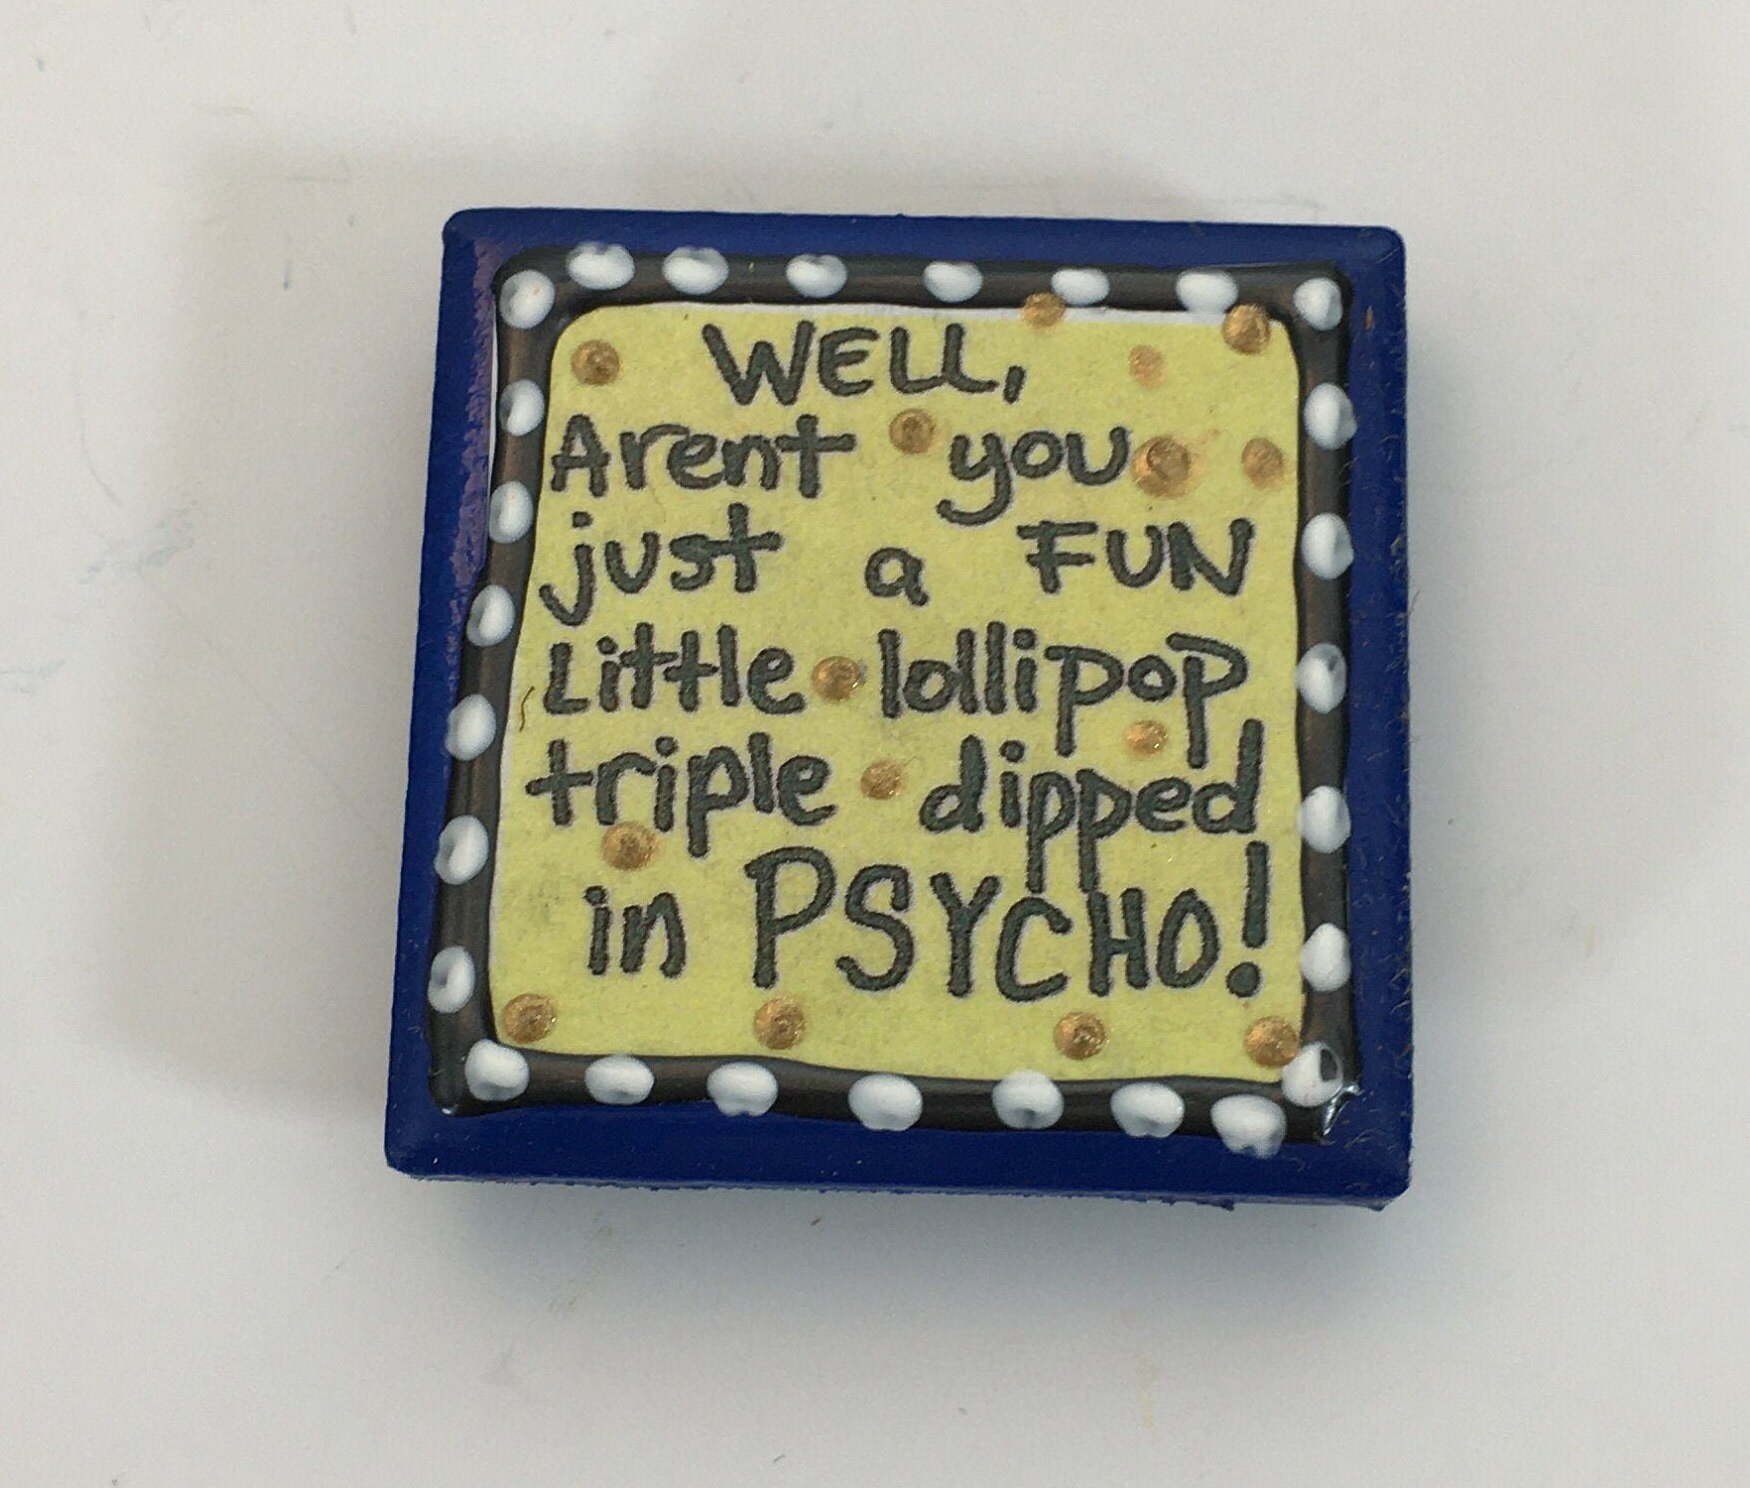 WELL,
Arent you
just a FUN
Little lollipop
triple dipped
in PSYCHO!